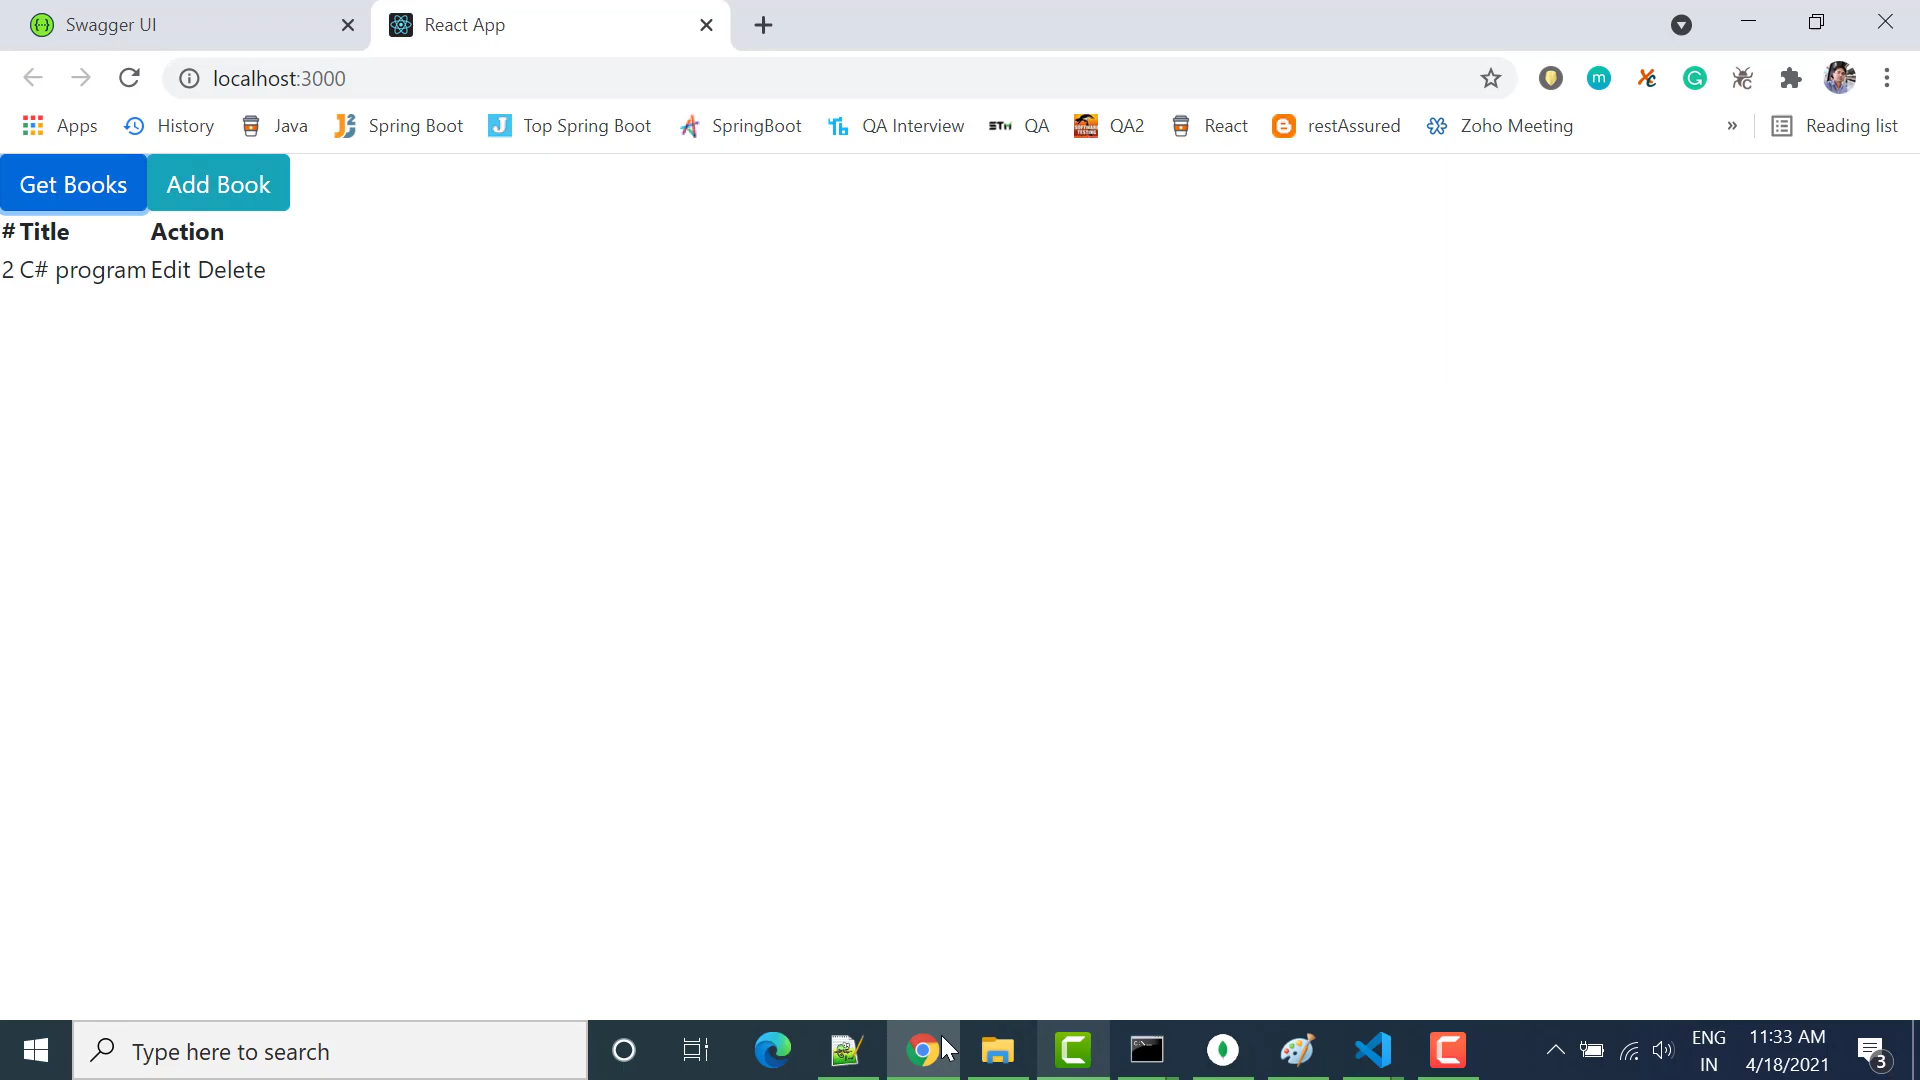 Swagger UI
React App
localhost:3000
Apps History Java Spring Boot Top Spring Boot SpringBoot QA Interview QA QA2 React restAssured Zoho Meeting » Reading list
Get Books Add Book
# Title Action
2 C# program Edit Delete
Type here to search
ENG 11:33 AM
IN 4/18/2021
3